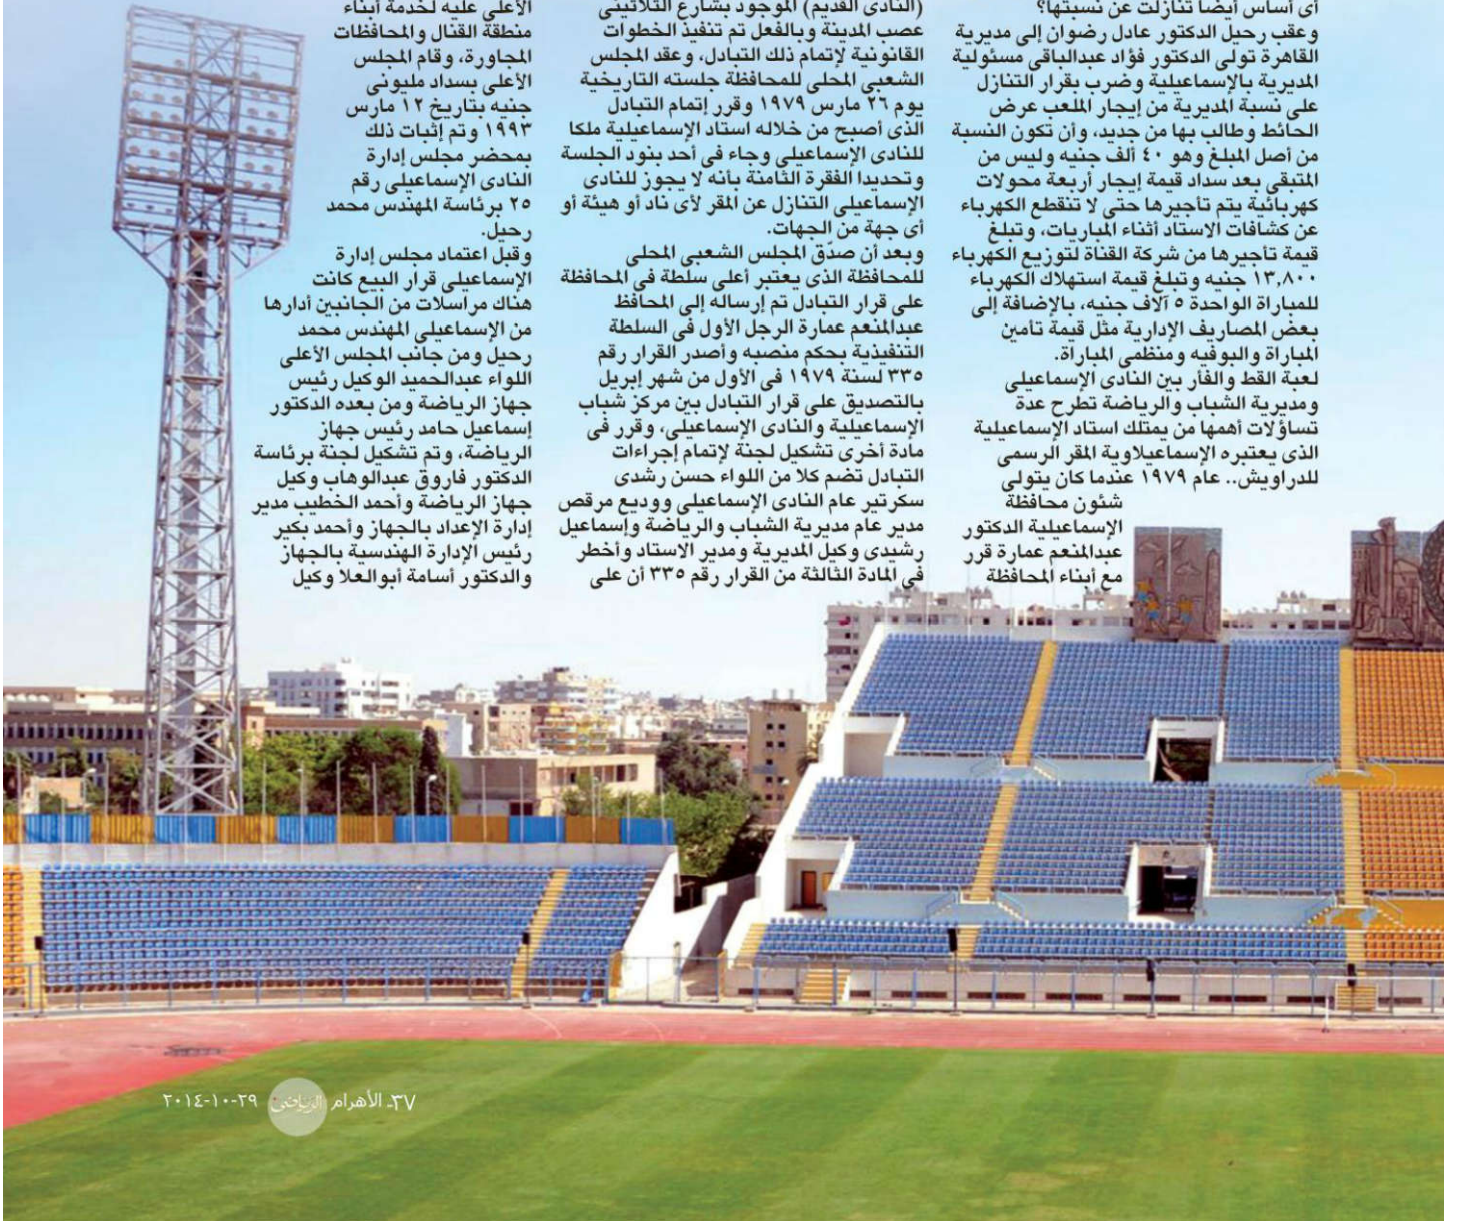 أى أساس أيضا تنازلت عن نسبتها؟
وعقب رحيل الدكتور عادل رضوان إلى مديرية
القاهرة تولى الدكتور فؤاد عبدالباقى مسئولية
المديرية بالإسماعيلية وضرب بقرار التنازل
على نسبة المديرية من إيجار الملعب عرض
الحائط وطالب بها من جديد، وأن تكون النسبة
من أصل المبلغ وهو ٤٠ ألف جنيه وليس من
المتبقى بعد سداد قيمة إيجار أربعة محولات
كهربائية يتم تأجيرها حتى لا تنقطع الكهرباء
عن كشافات الاستاد أثناء المباريات، وتبلغ
قيمة تأجيرها من شركة القناة لتوزيع الكهرباء
١٣,٨٠٠ جنيه وتبلغ قيمة استهلاك الكهرباء
للمباراة الواحدة ٥ آلاف جنيه، بالإضافة إلى
بعض المصاريف الإدارية مثل قيمة تأمين
المباراة والبوفيه ومنظمى المباراة.
لعبة القط والفأر بين النادى الإسماعيلى
ومديرية الشباب والرياضة تطرح عدة
تساؤلات أهمها من يمتلك استاد الإسماعيلية
الذى يعتبره الإسماعيلاوية المقر الرسمى
للدراويش.. عام ١٩٧٩ عندما كان يتولى
شئون محافظة
الإسماعيلية الدكتور
عبدالمنعم عمارة قرر
مع أبناء المحافظة
(النادى القديم) الموجود بشارع الثلاثينى
عصب المدينة وبالفعل تم تنفيذ الخطوات
القانونية لإتمام ذلك التبادل، وعقد المجلس
الشعبى المحلى للمحافظة جلسته التاريخية
يوم ٢٦ مارس ١٩٧٩ وقرر إتمام التبادل
الذى أصبح من خلاله استاد الإسماعيلية ملكا
للنادى الإسماعيلى وجاء فى أحد بنود الجلسة
وتحديدا الفقرة الثامنة بأنه لا يجوز للنادى
الإسماعيلى التنازل عن المقر لأى ناد أو هيئة أو
أى جهة من الجهات.
وبعد أن صدّق المجلس الشعبى المحلى
للمحافظة الذى يعتبر أعلى سلطة فى المحافظة
على قرار التبادل تم إرساله إلى المحافظ
عبدالمنعم عمارة الرجل الأول فى السلطة
التنفيذية بحكم منصبه وأصدر القرار رقم
٣٣٥ لسنة ١٩٧٩ فى الأول من شهر إبريل
بالتصديق على قرار التبادل بين مركز شباب
الإسماعيلية والنادى الإسماعيلى، وقرر فى
مادة أخرى تشكيل لجنة لإتمام إجراءات
التبادل تضم كلا من اللواء حسن رشدى
سكرتير عام النادى الإسماعيلى ووديع مرقص
مدير عام مديرية الشباب والرياضة وإسماعيل
رشيدى وكيل المديرية ومدير الاستاد وأخطر
فى المادة الثالثة من القرار رقم ٣٣٥ أن على
الأعلى عليه لخدمة أبناء
منطقة القنال والمحافظات
المجاورة، وقام المجلس
الأعلى بسداد مليونى
جنيه بتاريخ ١٢ مارس
١٩٩٣ وتم إثبات ذلك
بمحضر مجلس إدارة
النادى الإسماعيلى رقم
٢٥ برئاسة المهندس محمد
رحيل.
وقبل اعتماد مجلس إدارة
الإسماعيلى قرار البيع كانت
هناك مراسلات من الجانبين أدارها
من الإسماعيلى المهندس محمد
رحيل ومن جانب المجلس الأعلى
اللواء عبدالحميد الوكيل رئيس
جهاز الرياضة ومن بعده الدكتور
إسماعيل حامد رئيس جهاز
الرياضة، وتم تشكيل لجنة برئاسة
الدكتور فاروق عبدالوهاب وكيل
جهاز الرياضة وأحمد الخطيب مدير
إدارة الإعداد بالجهاز وأحمد بكير
رئيس الإدارة الهندسية بالجهاز
والدكتور أسامة أبوالعلا وكيل
٣٧ـ الأهرام الرياضى ٢٩-١٠-٢٠١٤